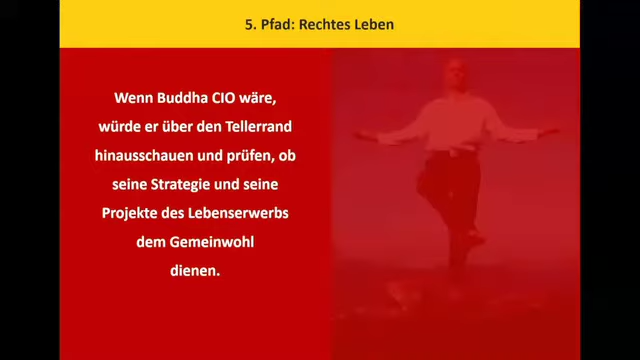 5. Pfad: Rechtes Leben
Wenn Buddha CIO wäre,
würde er über den Tellerrand
hinausschauen und prüfen, ob
seine Strategie und seine
Projekte des Lebenserwerbs
dem Gemeinwohl
dienen.